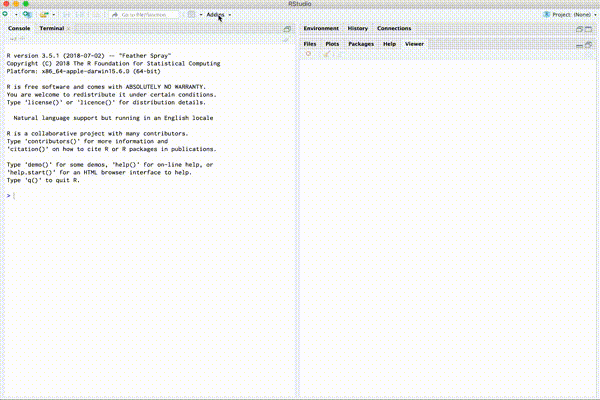 RStudio
Go to file/function
Addins
Project: (None)
Console Terminal
Environment History Connections
Files Plots Packages Help Viewer
R version 3.5.1 (2018-07-02) -- "Feather Spray"
Copyright (C) 2018 The R Foundation for Statistical Computing
Platform: x86_64-apple-darwin15.6.0 (64-bit)
R is free software and comes with ABSOLUTELY NO WARRANTY.
You are welcome to redistribute it under certain conditions.
Type 'license()' or 'licence()' for distribution details.
Natural language support but running in an English locale
R is a collaborative project with many contributors.
Type 'contributors()' for more information and
'citation()' on how to cite R or R packages in publications.
Type 'demo()' for some demos, 'help()' for on-line help, or
'help.start()' for an HTML browser interface to help.
Type 'q()' to quit R.
>